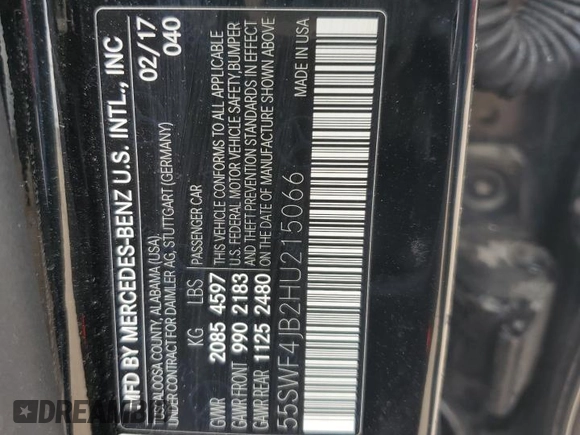 MFD BY MERCEDES-BENZ U.S. INTL., INC
TUSCALOOSA COUNTY, ALABAMA (USA)
UNDER CONTRACT FOR DAIMLER AG, STUTTGART (GERMANY)
02/17
040
KG LBS PASSENGER CAR
GVWR 2085 4597
GAWR FRONT 990 2183
GAWR REAR 1125 2480
THIS VEHICLE CONFORMS TO ALL APPLICABLE
U.S. FEDERAL MOTOR VEHICLE SAFETY, BUMPER
AND THEFT PREVENTION STANDARDS IN EFFECT
ON THE DATE OF MANUFACTURE SHOWN ABOVE
55SWF4JB2HU215066
MADE IN USA
DREAMBID